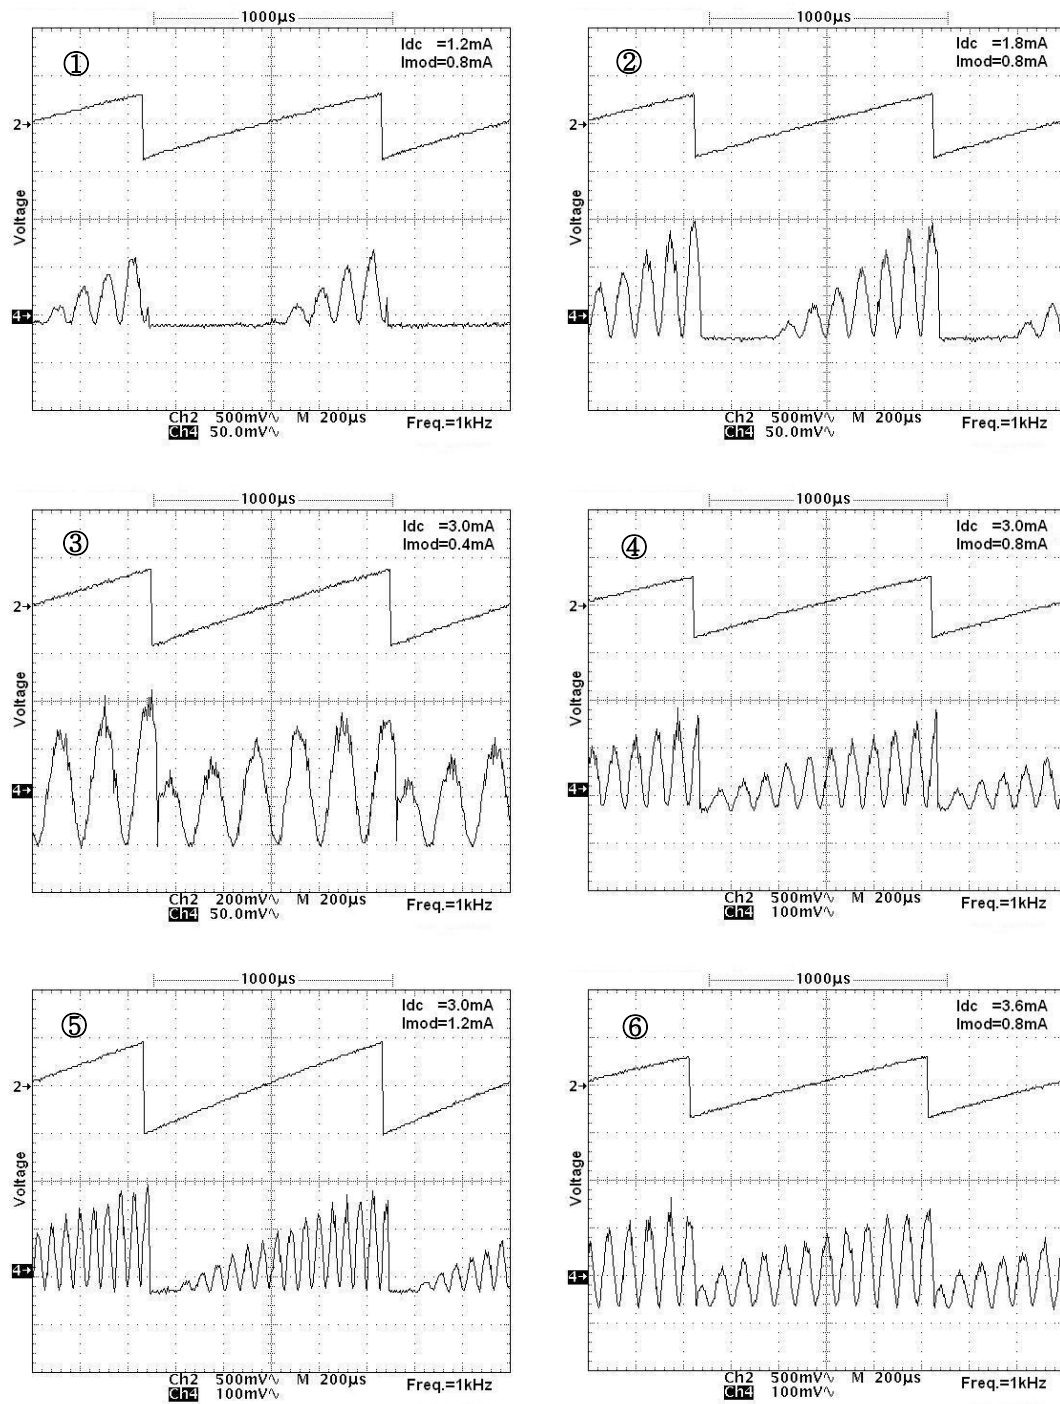 1000µs
Idc =1.2mA
Imod=0.8mA
①
2→
Voltage
4→
Ch2 500mV∿ M 200µs
Ch4 50.0mV∿
Freq.=1kHz
1000µs
Idc =1.8mA
Imod=0.8mA
②
2→
Voltage
4→
Ch2 500mV∿ M 200µs
Ch4 50.0mV∿
Freq.=1kHz
1000µs
Idc =3.0mA
Imod=0.4mA
③
2→
Voltage
4→
Ch2 200mV∿ M 200µs
Ch4 50.0mV∿
Freq.=1kHz
1000µs
Idc =3.0mA
Imod=0.8mA
④
2→
Voltage
4→
Ch2 500mV∿ M 200µs
Ch4 100mV∿
Freq.=1kHz
1000µs
Idc =3.0mA
Imod=1.2mA
⑤
2→
Voltage
4→
Ch2 500mV∿ M 200µs
Ch4 100mV∿
Freq.=1kHz
1000µs
Idc =3.6mA
Imod=0.8mA
⑥
2→
Voltage
4→
Ch2 500mV∿ M 200µs
Ch4 100mV∿
Freq.=1kHz